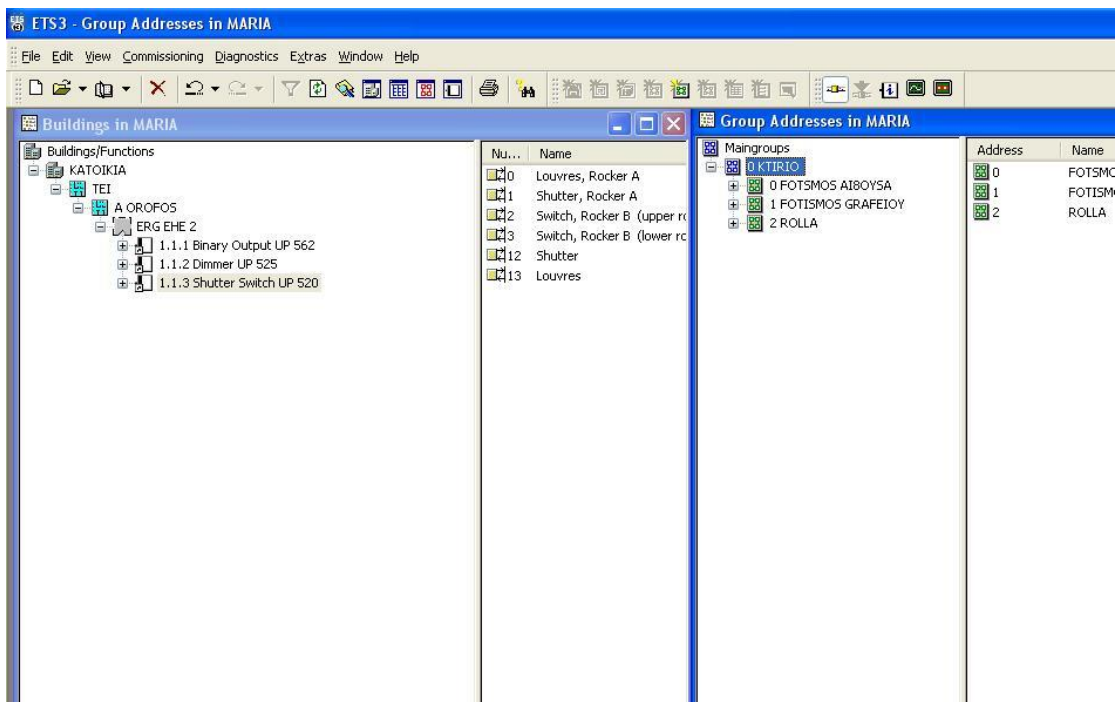 ETS3 - Group Addresses in MARIA
File Edit View Commissioning Diagnostics Extras Window Help
Buildings in MARIA
Buildings/Functions
KATOIKIA
TEI
A OROFOS
ERG EHE 2
1.1.1 Binary Output UP 562
1.1.2 Dimmer UP 525
1.1.3 Shutter Switch UP 520
Nu... Name
0 Louvres, Rocker A
1 Shutter, Rocker A
2 Switch, Rocker B (upper ro
3 Switch, Rocker B (lower ro
12 Shutter
13 Louvres
Group Addresses in MARIA
Maingroups
0 KTIRIO
0 FOTSMOS AI8OYSA
1 FOTISMOS GRAFEIOY
2 ROLLA
Address Name
0 FOTSMO
1 FOTISM
2 ROLLA